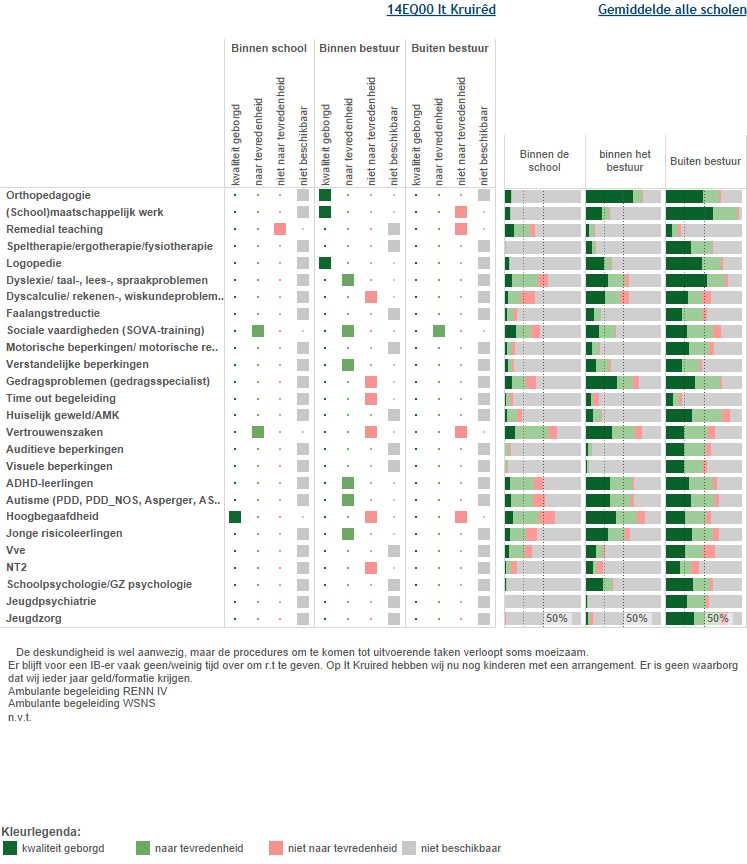 14EQ00 It Kruirêd
Gemiddelde alle scholen
Binnen school
Binnen bestuur
Buiten bestuur
kwaliteit geborgd
naar tevredenheid
niet naar tevredenheid
niet beschikbaar
kwaliteit geborgd
naar tevredenheid
niet naar tevredenheid
niet beschikbaar
kwaliteit geborgd
naar tevredenheid
niet naar tevredenheid
niet beschikbaar
Binnen de school
binnen het bestuur
Buiten bestuur
Orthopedagogie
(School)maatschappelijk werk
Remedial teaching
Speltherapie/ergotherapie/fysiotherapie
Logopedie
Dyslexie/ taal-, lees-, spraakproblemen
Dyscalculie/ rekenen-, wiskundeproblem..
Faalangstreductie
Sociale vaardigheden (SOVA-training)
Motorische beperkingen/ motorische re..
Verstandelijke beperkingen
Gedragsproblemen (gedragsspecialist)
Time out begeleiding
Huiselijk geweld/AMK
Vertrouwenszaken
Auditieve beperkingen
Visuele beperkingen
ADHD-leerlingen
Autisme (PDD, PDD_NOS, Asperger, AS..
Hoogbegaafdheid
Jonge risicoleerlingen
Vve
NT2
Schoolpsychologie/GZ psychologie
Jeugdpsychiatrie
Jeugdzorg
50%
50%
50%
De deskundigheid is wel aanwezig, maar de procedures om te komen tot uitvoerende taken verloopt soms moeizaam.
Er blijft voor een IB-er vaak geen/weinig tijd over om r.t te geven. Op It Kruired hebben wij nu nog kinderen met een arrangement. Er is geen waarborg
dat wij ieder jaar geld/formatie krijgen.
Ambulante begeleiding RENN IV
Ambulante begeleiding WSNS
n.v.t.
Kleurlegenda:
kwaliteit geborgd
naar tevredenheid
niet naar tevredenheid
niet beschikbaar